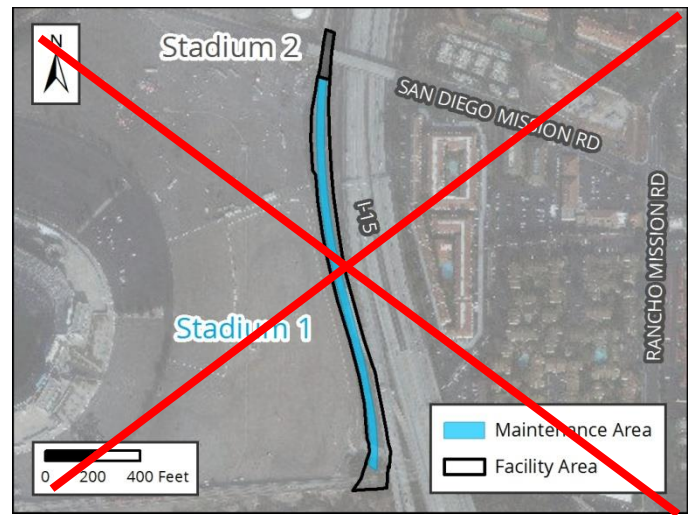 N
Stadium 2
SAN DIEGO MISSION RD
I-15
RANCHO MISSION RD
Stadium 1
Maintenance Area
Facility Area
0 200 400 Feet